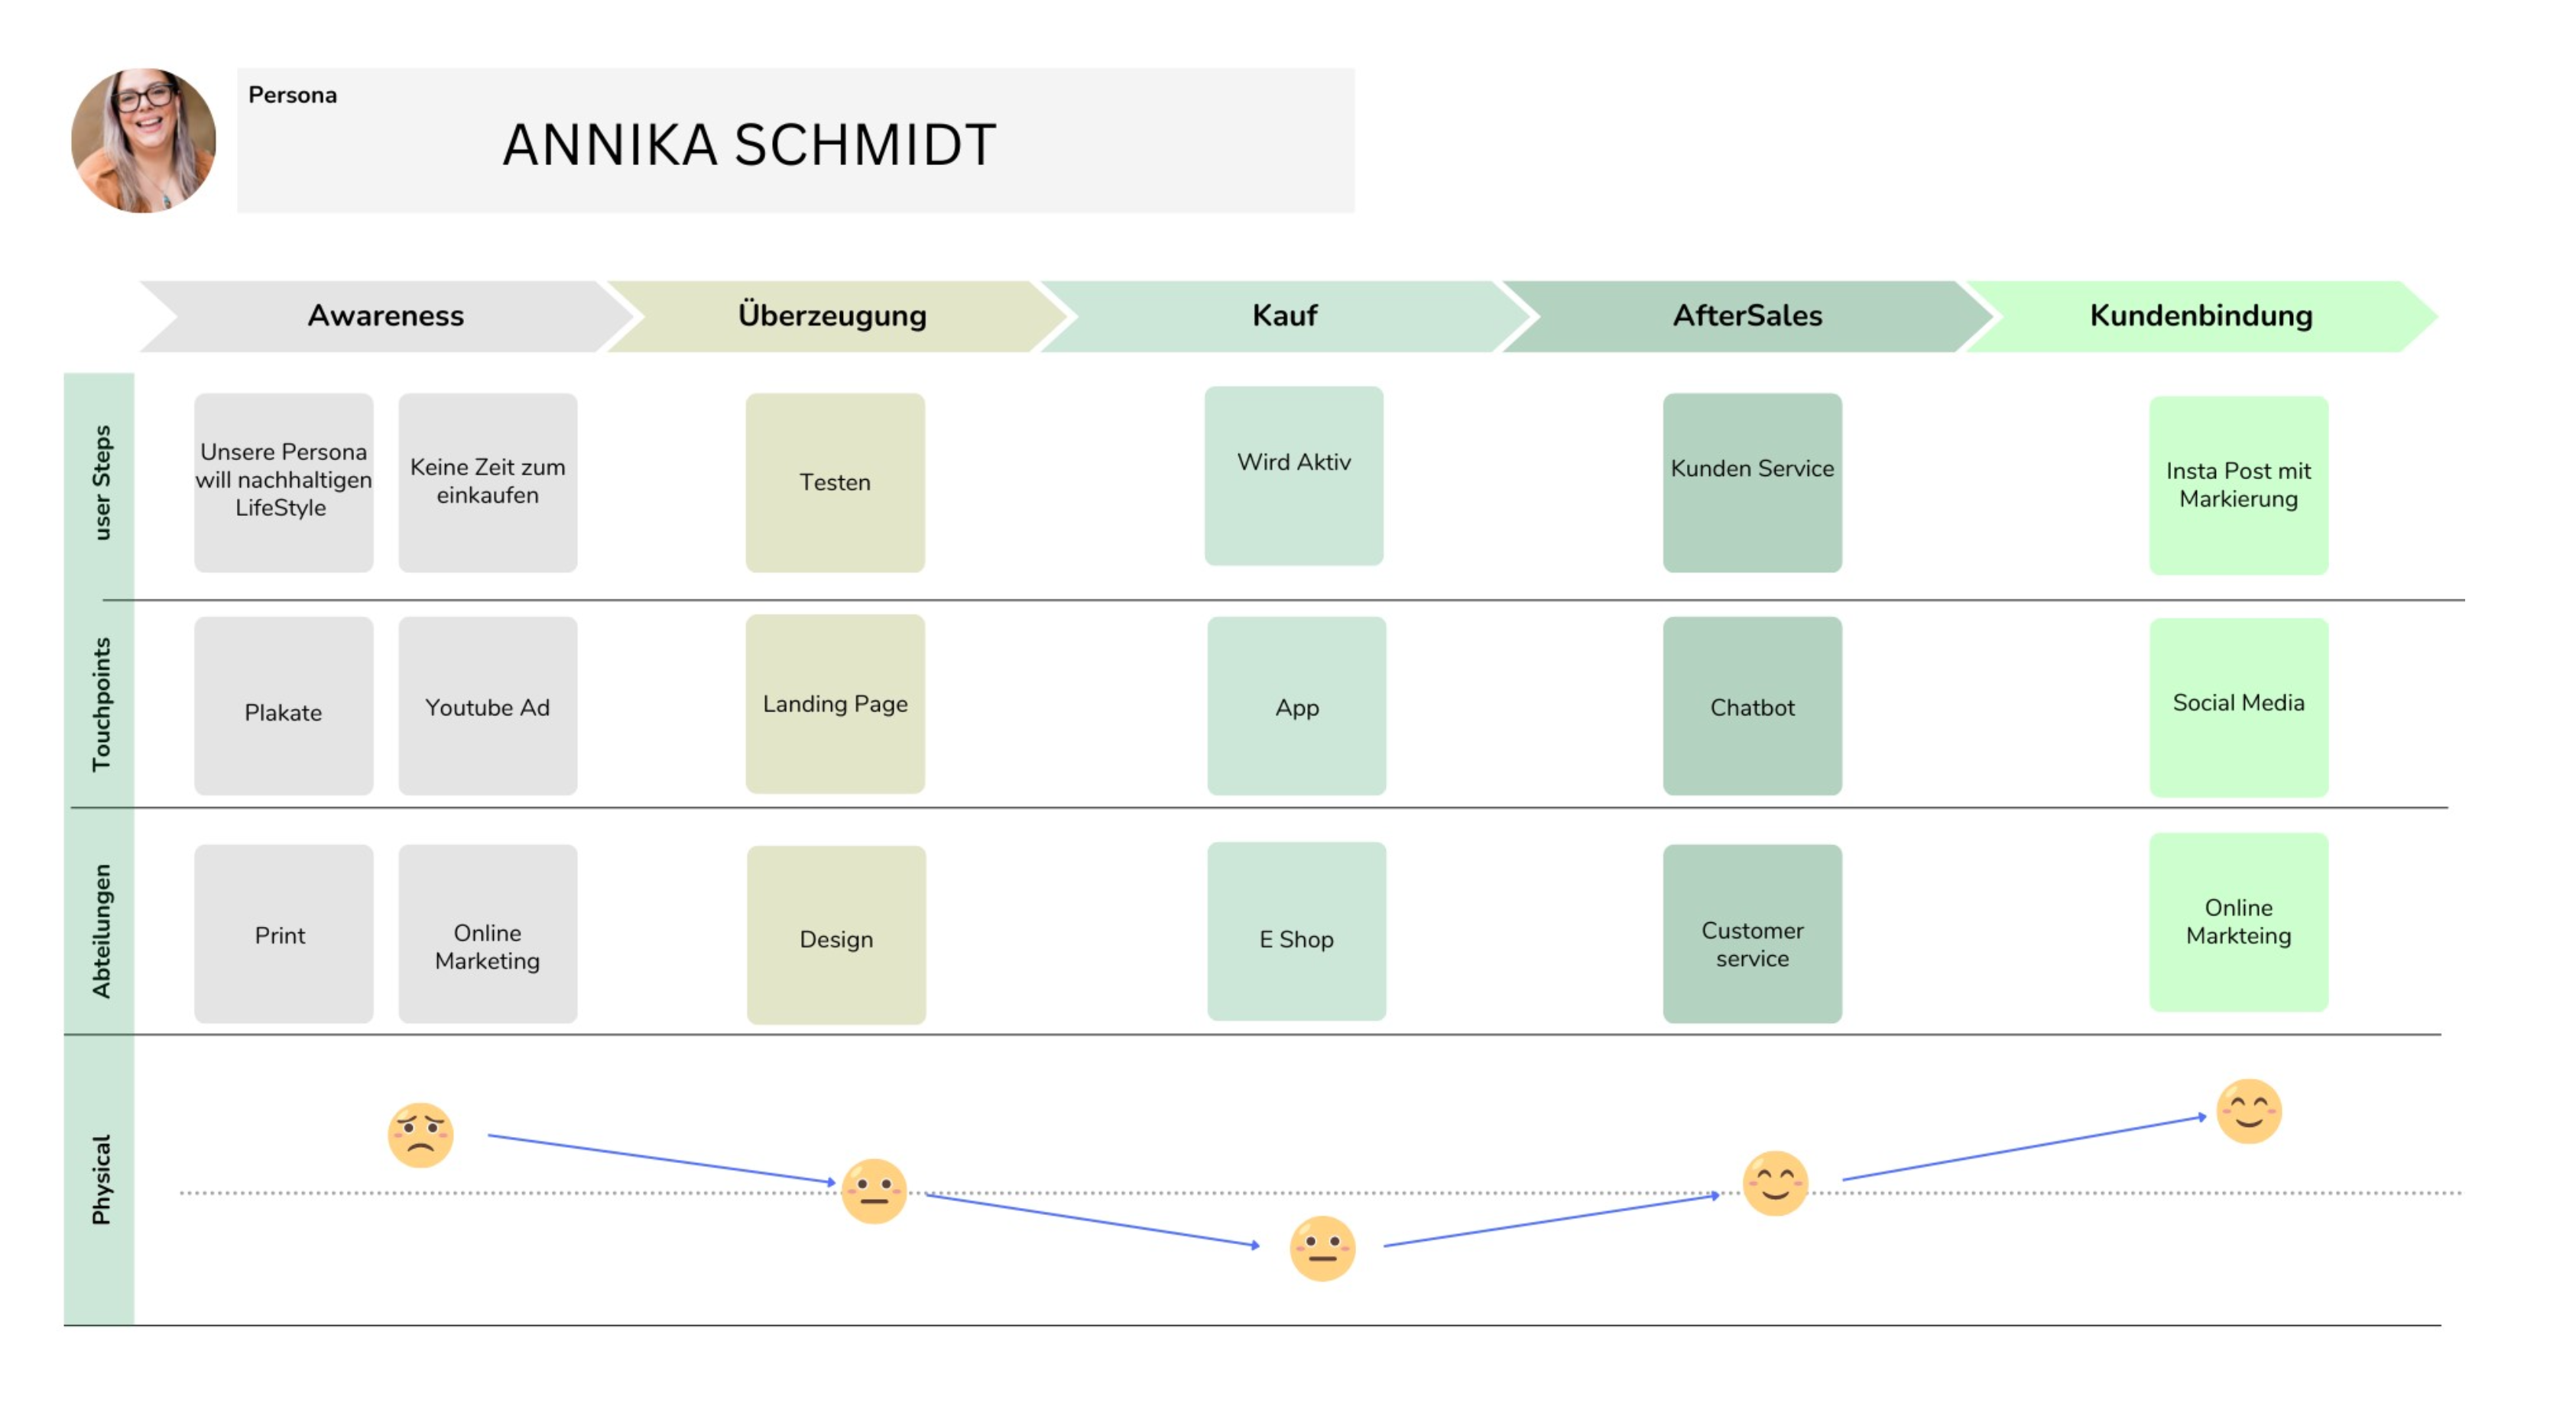 Persona
ANNIKA SCHMIDT
Awareness
Überzeugung
Kauf
AfterSales
Kundenbindung
user Steps
Unsere Persona
will nachhaltigen
LifeStyle
Keine Zeit zum
einkaufen
Testen
Wird Aktiv
Kunden Service
Insta Post mit
Markierung
Touchpoints
Plakate
Youtube Ad
Landing Page
App
Chatbot
Social Media
Abteilungen
Print
Online
Marketing
Design
E Shop
Customer
service
Online
Markteing
Physical